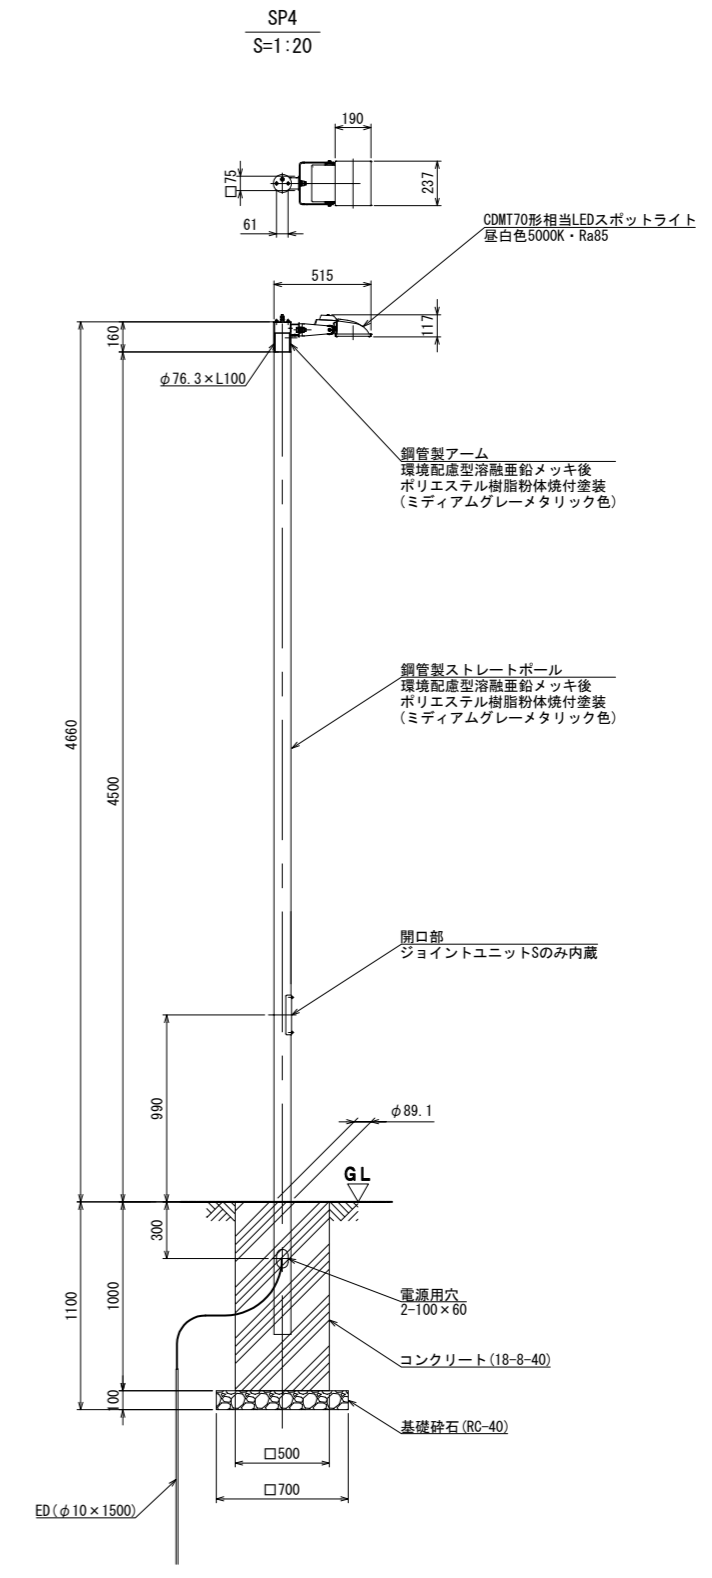 SP4
S=1:20
190
□75
237
61
CDMT70形相当LEDスポットライト
昼白色5000K・Ra85
515
117
160
φ76.3×L100
鋼管製アーム
環境配慮型溶融亜鉛メッキ後
ポリエステル樹脂粉体焼付塗装
(ミディアムグレーメタリック色)
鋼管製ストレートポール
環境配慮型溶融亜鉛メッキ後
ポリエステル樹脂粉体焼付塗装
(ミディアムグレーメタリック色)
4660
4500
開口部
ジョイントユニットSのみ内蔵
990
φ89.1
GL
300
電源用穴
2-100×60
1100
1000
コンクリート(18-8-40)
100
基礎砕石(RC-40)
□500
□700
ED(φ10×1500)